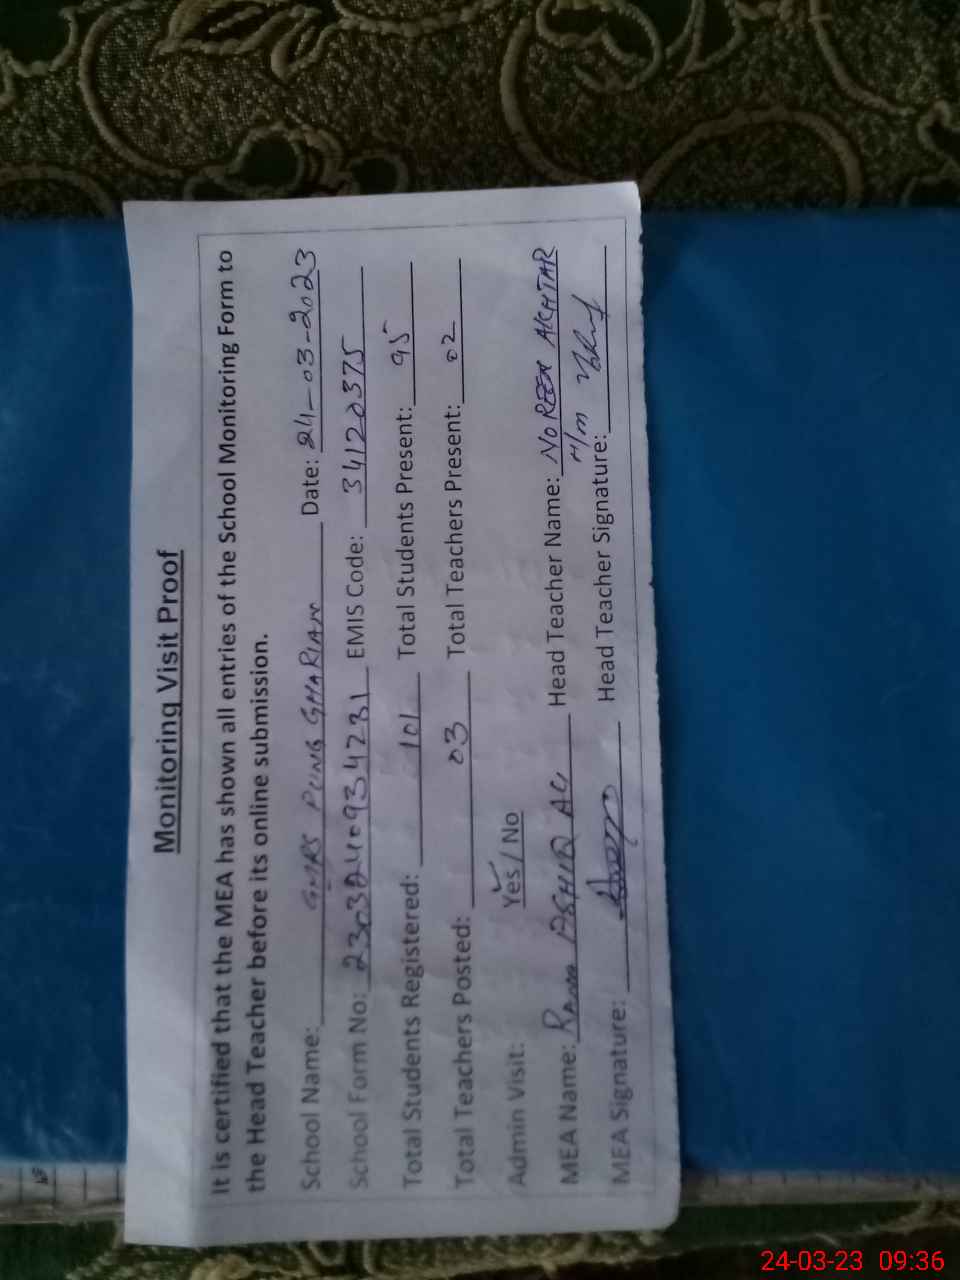 Monitoring Visit Proof
It is certified that the MEA has shown all entries of the School Monitoring Form to
the Head Teacher before its online submission.
School Name: GMPS PUNG GHARIAN Date: 24-03-2023
School Form No: 23032409934231 EMIS Code: 34120375
Total Students Registered: 101 Total Students Present: 95
Total Teachers Posted: 03 Total Teachers Present: 02
Admin Visit: Yes / No
MEA Name: Head Teacher Name: NOREEN AKHTAR
H/m
MEA Signature: Head Teacher Signature:
24-03-23 09:36